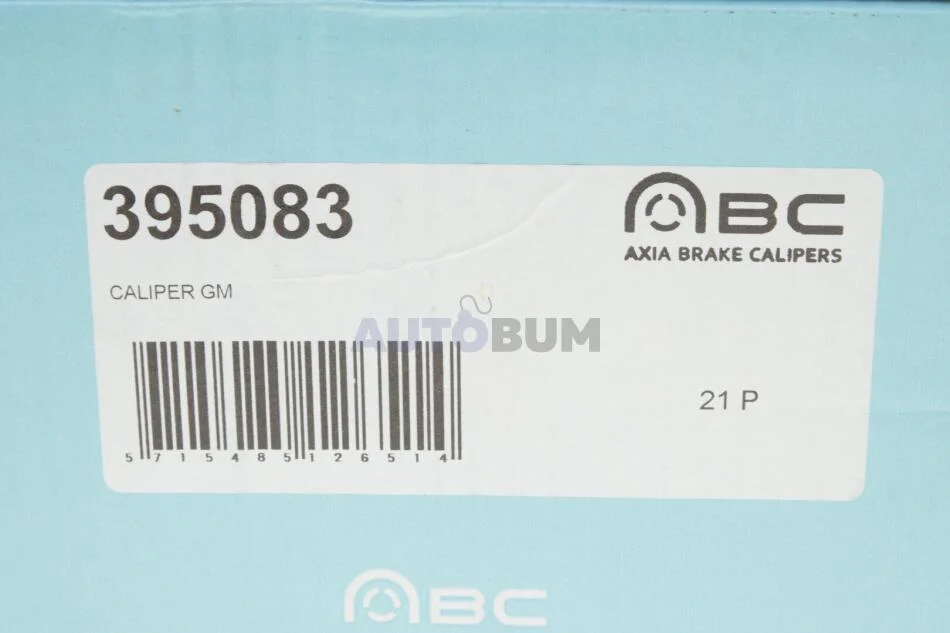 395083
ABC
AXIA BRAKE CALIPERS
CALIPER GM
AUTOBUM
21 P
5 715485 126514
ABC